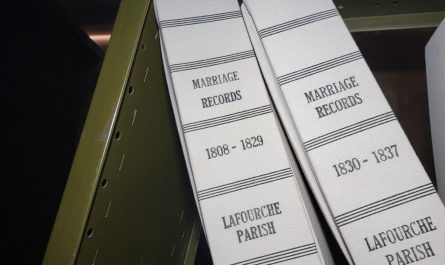 MARRIAGE
RECORDS
1808 - 1829
LAFOURCHE
PARISH
MARRIAGE
RECORDS
1830 - 1837
LAFOURCHE
PARISH